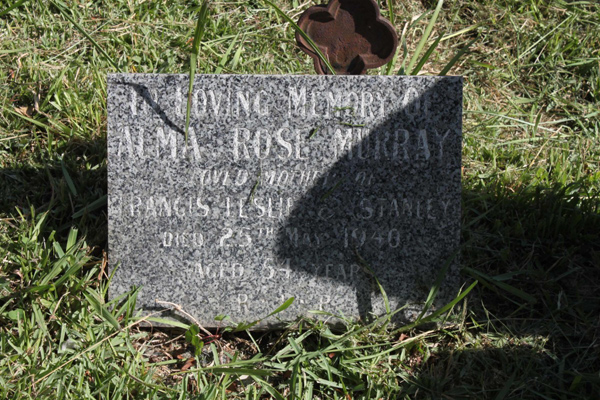 In Loving Memory Of
ALMA ROSE MURRAY
LOVED MOTHER OF
FRANCIS, LESLIE & STANLEY
DIED 25TH MAY 1940
AGED 54 YEARS
R.I.P.